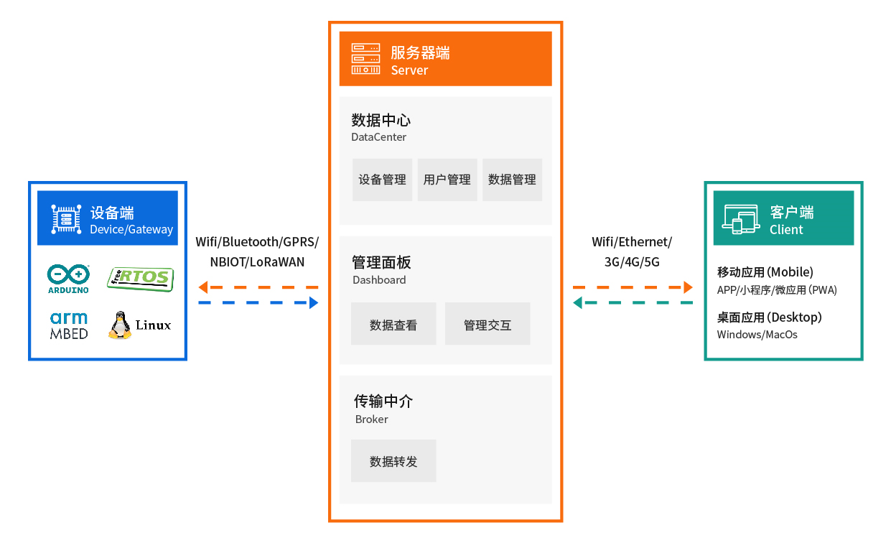 服务器端
Server
数据中心
DataCenter
设备管理
用户管理
数据管理
管理面板
Dashboard
数据查看
管理交互
传输中介
Broker
数据转发
设备端
Device/Gateway
ARDUINO
FreeRTOS
arm
MBED
Linux
Wifi/Bluetooth/GPRS/
NBIOT/LoRaWAN
Wifi/Ethernet/
3G/4G/5G
客户端
Client
移动应用（Mobile）
APP/小程序/微应用(PWA)
桌面应用（Desktop）
Windows/MacOs